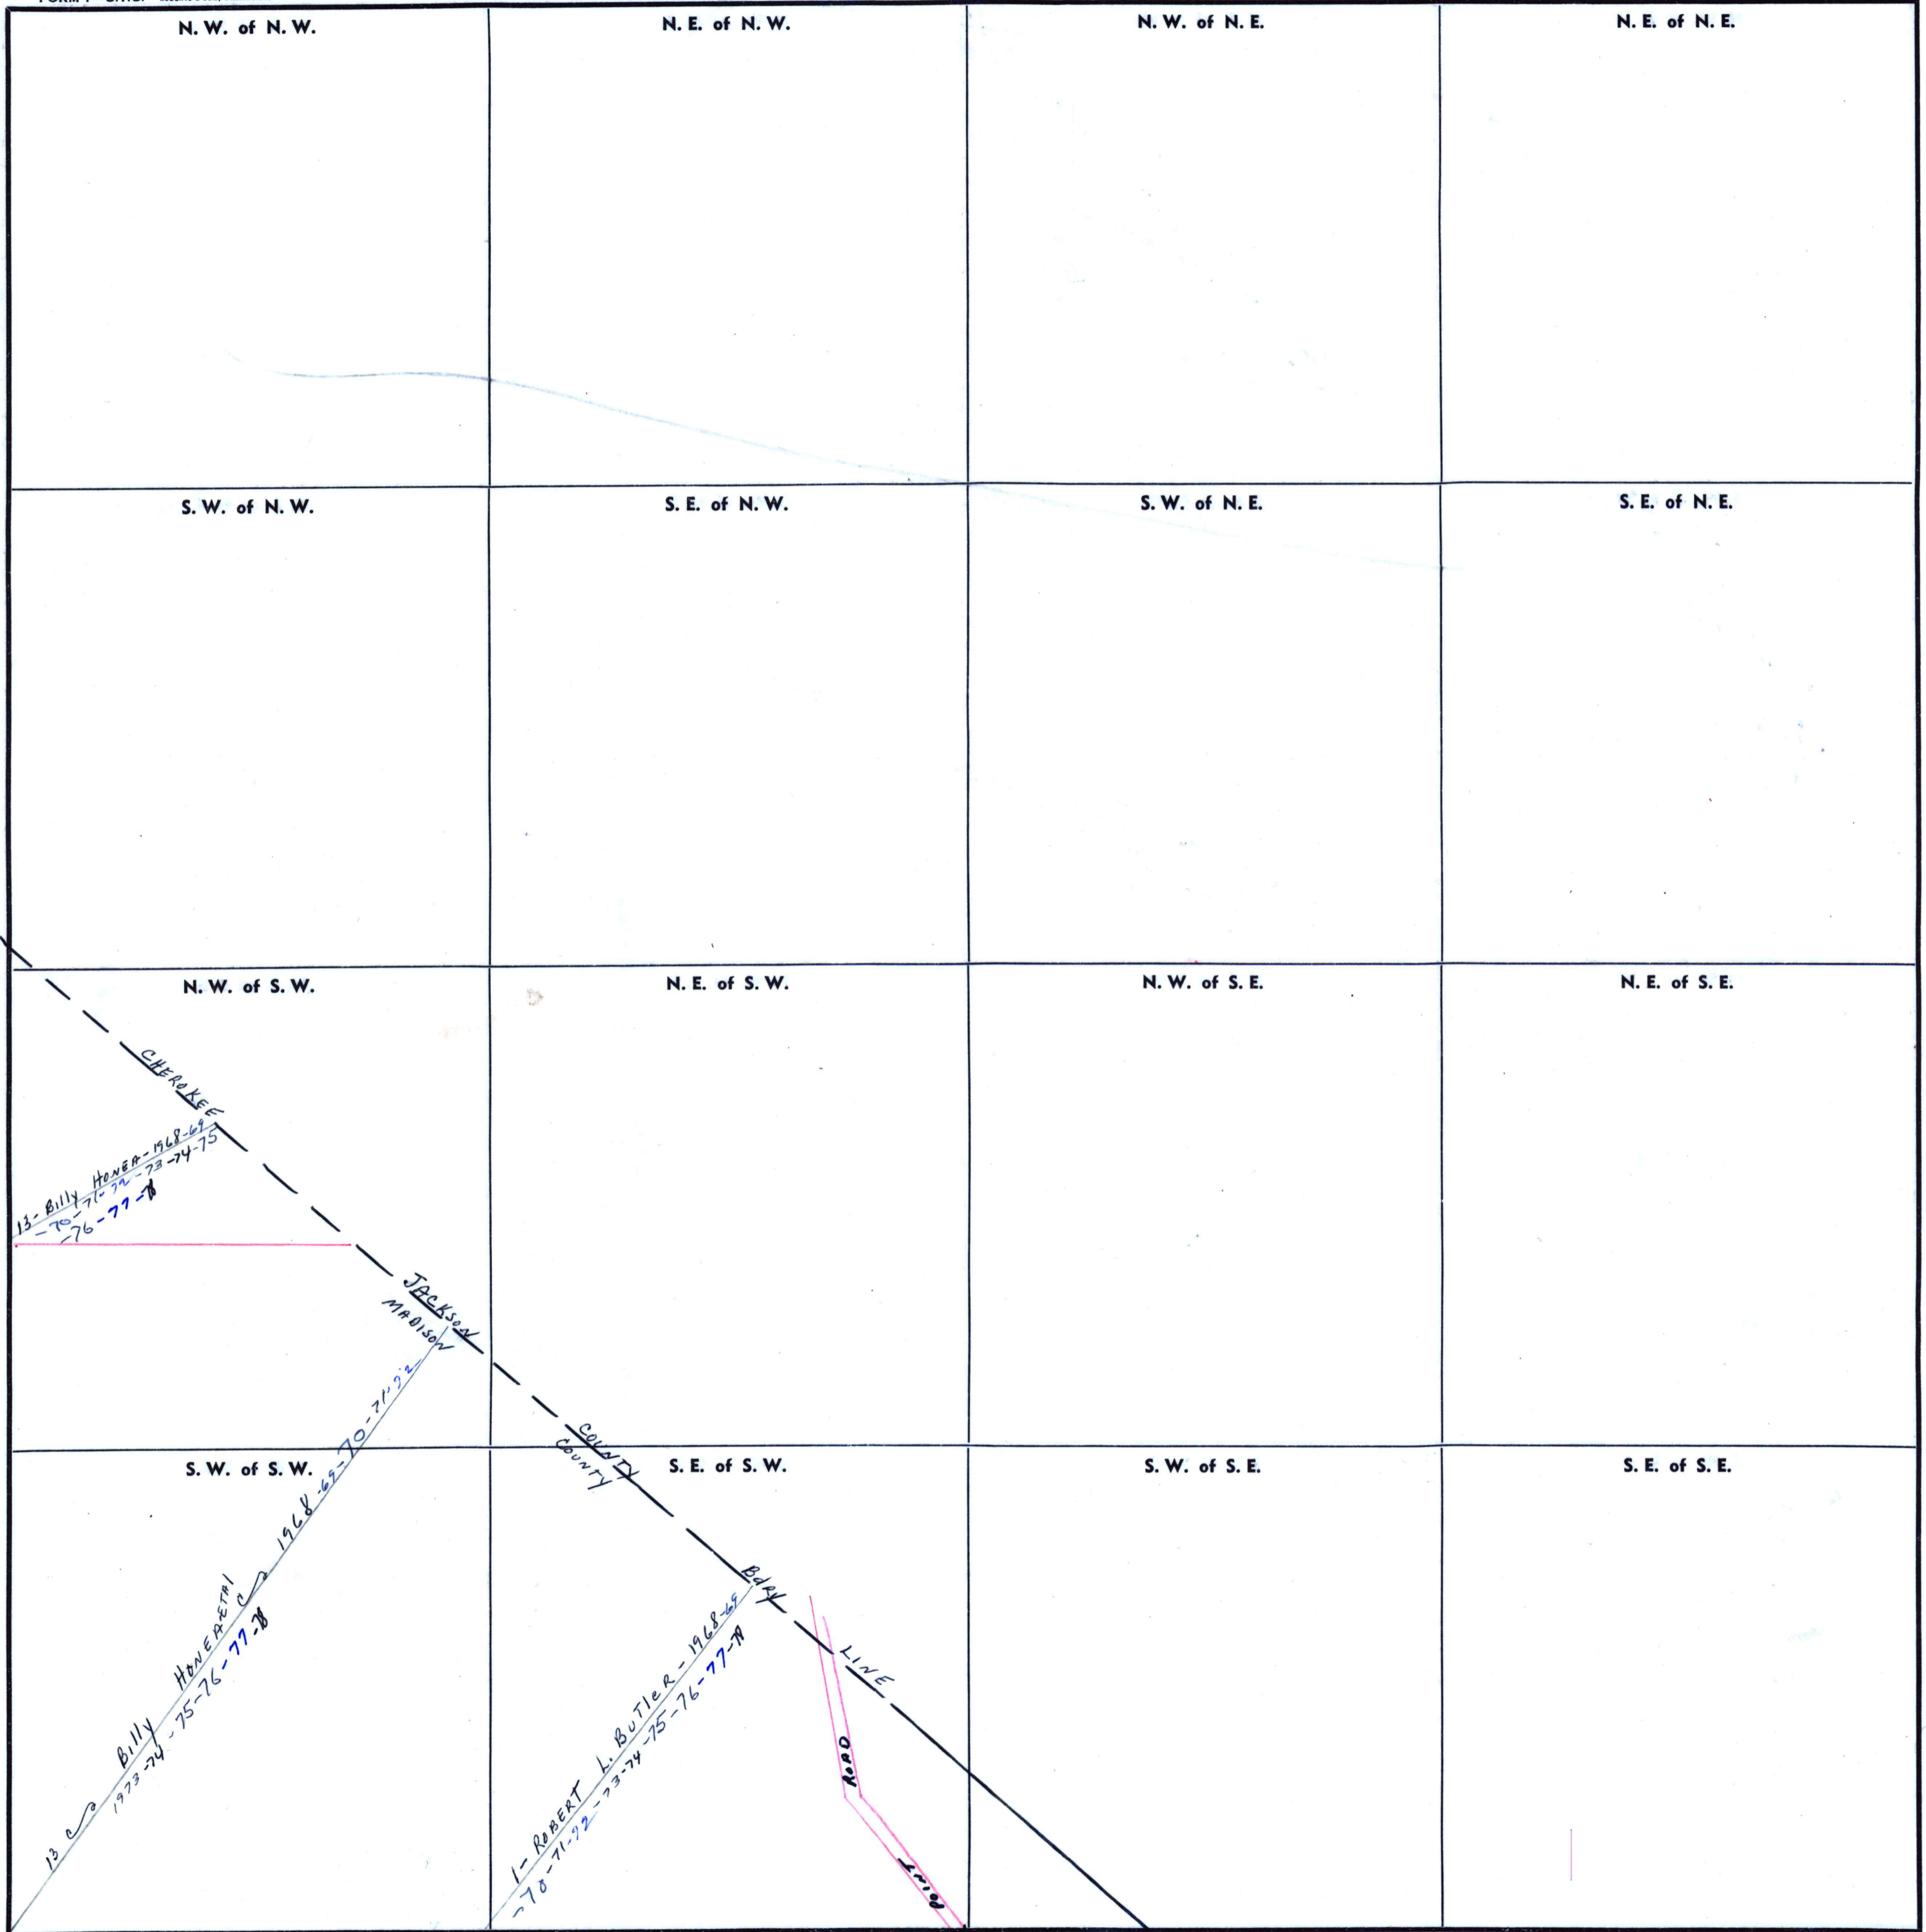 N. W. of N. W.
N. E. of N. W.
N. W. of N. E.
N. E. of N. E.
S. W. of N. W.
S. E. of N. W.
S. W. of N. E.
S. E. of N. E.
N. W. of S. W.
N. E. of S. W.
N. W. of S. E.
N. E. of S. E.
CHEROKEE
13 - Billy HONEA - 1968-69
-70-71-72-73-74-75
-76-77-78
JACKSON
MADISON
COUNTY
COUNTY
S. W. of S. W.
S. E. of S. W.
S. W. of S. E.
S. E. of S. E.
13 Billy HONEA ETAl 1968-69-70-71-72
1973-74-75-76-77-78
Bdry
LINE
1- ROBERT L. BUTlER - 1968-69
-70-71-72-73-74-75-76-77-78
ROAD
POINT